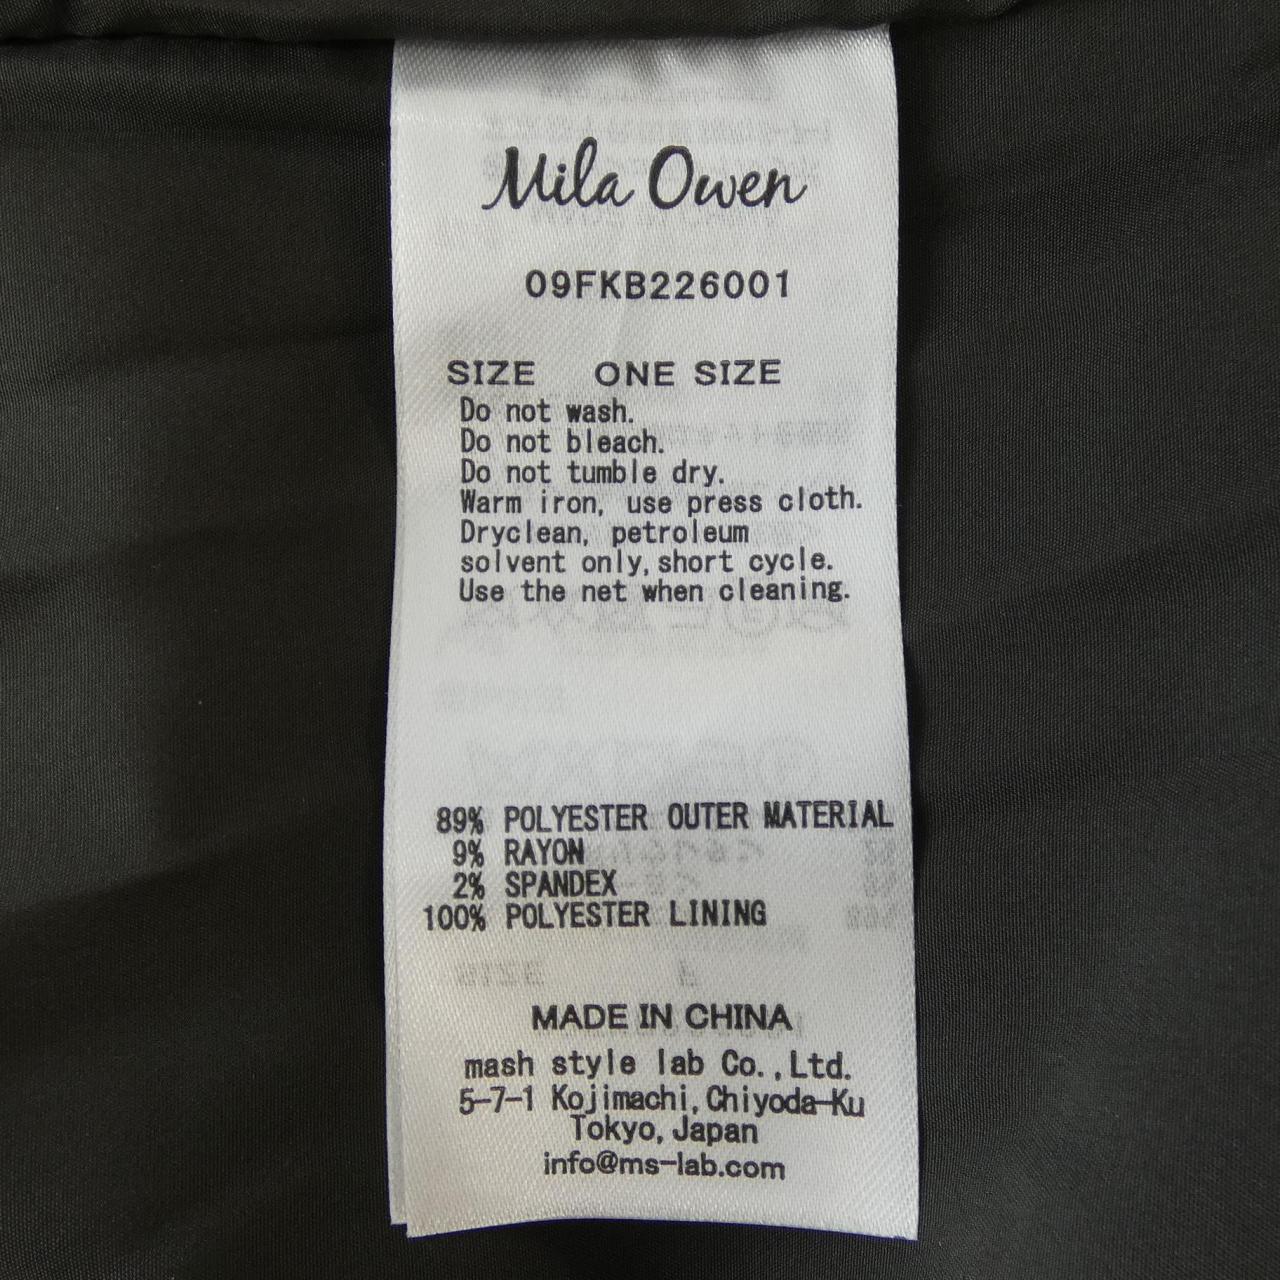 Mila Owen
09FKB226001
SIZE ONE SIZE
Do not wash.
Do not bleach.
Do not tumble dry.
Warm iron, use press cloth.
Dryclean, petroleum
solvent only, short cycle.
Use the net when cleaning.
89% POLYESTER OUTER MATERIAL
9% RAYON
2% SPANDEX
100% POLYESTER LINING
MADE IN CHINA
mash style lab Co.,Ltd.
5-7-1 Kojimachi, Chiyoda-Ku
Tokyo, Japan
info@ms-lab.com